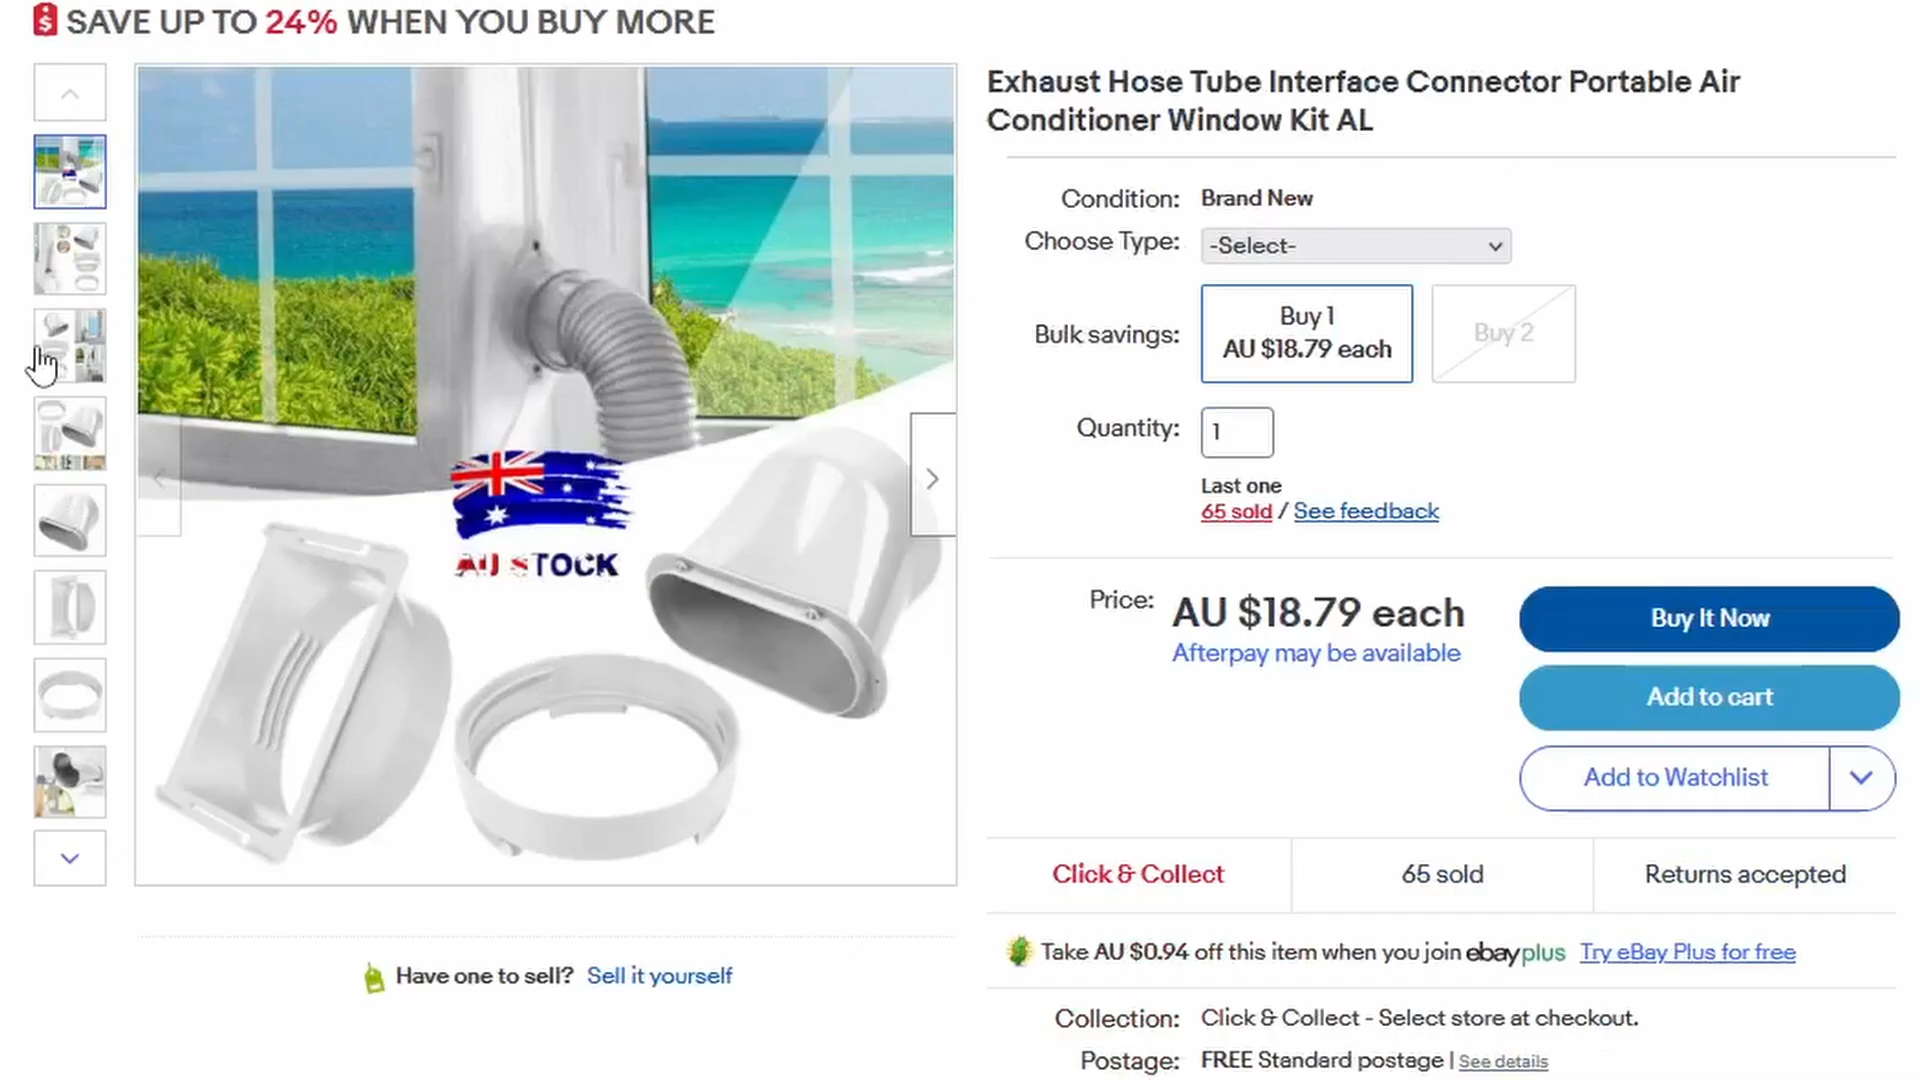 SAVE UP TO 24% WHEN YOU BUY MORE
AU STOCK
Have one to sell? Sell it yourself
Exhaust Hose Tube Interface Connector Portable Air
Conditioner Window Kit AL
Condition: Brand New
Choose Type: -Select-
Bulk savings: Buy 1
AU $18.79 each
Buy 2
Quantity: 1
Last one
65 sold / See feedback
Price: AU $18.79 each
Afterpay may be available
Buy It Now
Add to cart
Add to Watchlist
Click & Collect 65 sold Returns accepted
Take AU $0.94 off this item when you join ebayplus Try eBay Plus for free
Collection: Click & Collect - Select store at checkout.
Postage: FREE Standard postage | See details